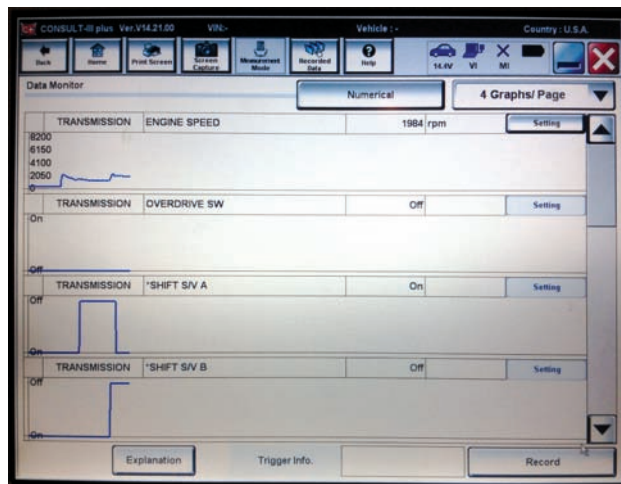 CONSULT-III plus Ver.V14.21.00 VIN:- Vehicle : - Country : U.S.A.
Back Home Print Screen Screen Capture Measurement Mode Recorded Data Help 14.4V VI MI
Data Monitor Numerical 4 Graphs/ Page
TRANSMISSION ENGINE SPEED 1984 rpm Setting
8200
6150
4100
2050
0
TRANSMISSION OVERDRIVE SW Off Setting
On
Off
TRANSMISSION *SHIFT S/V A On Setting
Off
On
TRANSMISSION *SHIFT S/V B Off Setting
Off
On
Explanation Trigger Info. Record